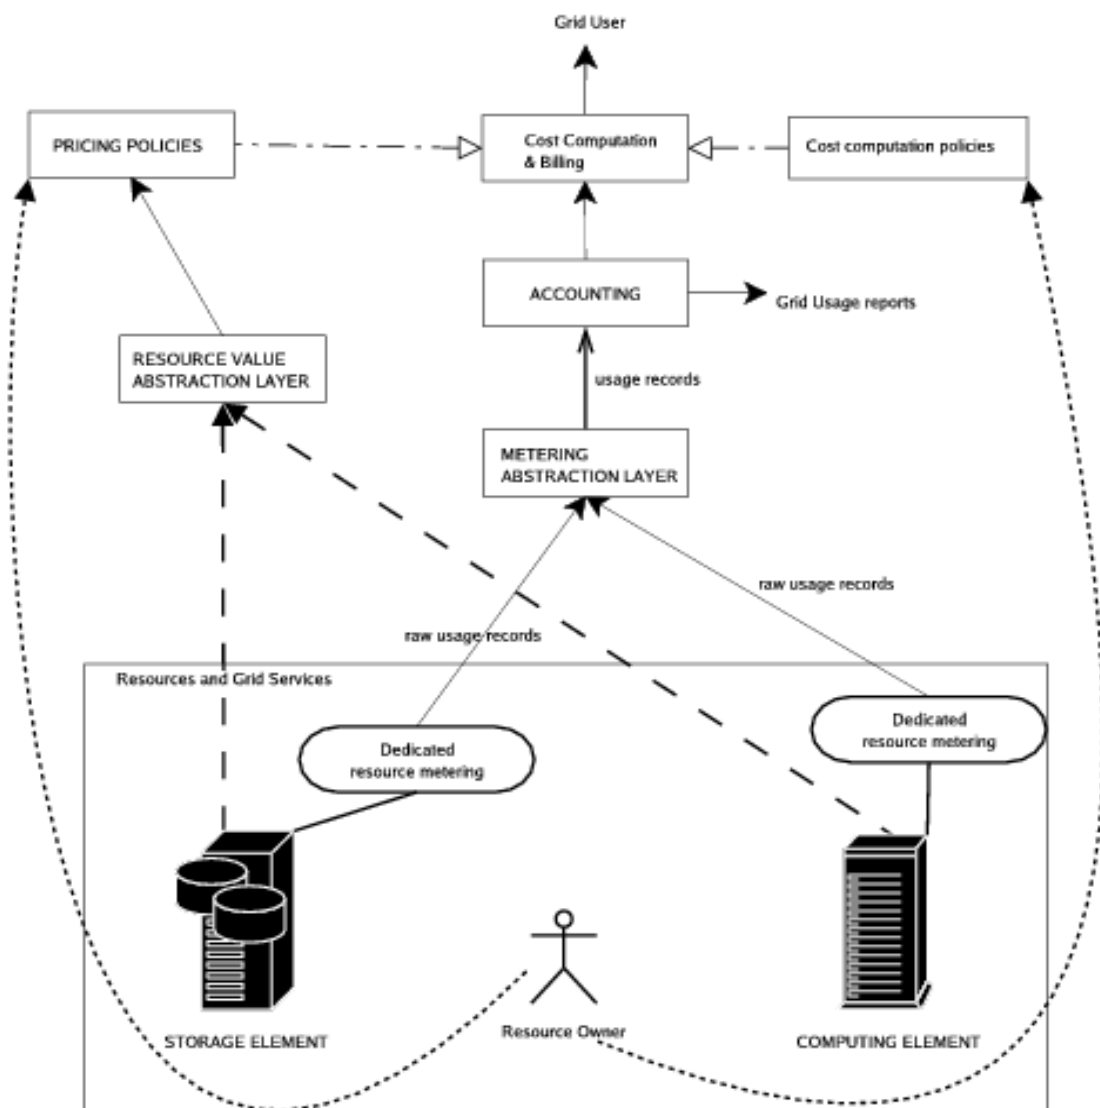 Grid User
PRICING POLICIES
Cost Computation
& Billing
Cost computation policies
ACCOUNTING
Grid Usage reports
RESOURCE VALUE
ABSTRACTION LAYER
usage records
METERING
ABSTRACTION LAYER
raw usage records
raw usage records
Resources and Grid Services
Dedicated
resource metering
Dedicated
resource metering
Resource Owner
STORAGE ELEMENT
COMPUTING ELEMENT